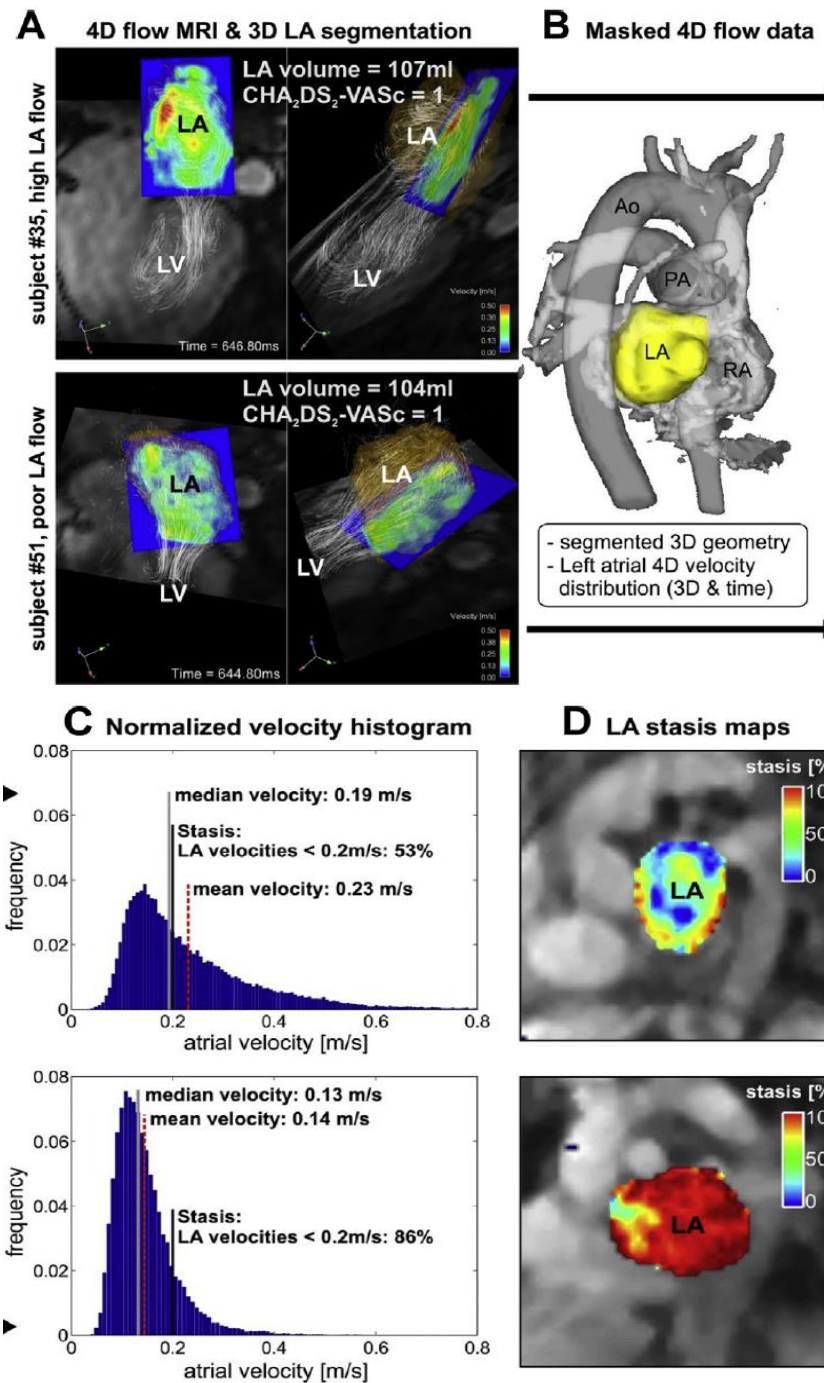 A 4D flow MRI & 3D LA segmentation
subject #35, high LA flow
LA volume = 107ml
CHA₂DS₂-VASc = 1
LA
LA
LV
LV
Time = 646.80ms
Velocity [m/s]
0.50
0.38
0.25
0.13
0.00
subject #51, poor LA flow
LA volume = 104ml
CHA₂DS₂-VASc = 1
LA
LA
LV
LV
Time = 644.80ms
Velocity [m/s]
0.50
0.38
0.25
0.13
0.00
B Masked 4D flow data
Ao
PA
LA
RA
- segmented 3D geometry
- Left atrial 4D velocity
distribution (3D & time)
C Normalized velocity histogram
0.08
0.06
0.04
0.02
0
frequency
median velocity: 0.19 m/s
Stasis:
LA velocities < 0.2m/s: 53%
mean velocity: 0.23 m/s
0 0.2 0.4 0.6 0.8
atrial velocity [m/s]
0.08
0.06
0.04
0.02
0
frequency
median velocity: 0.13 m/s
mean velocity: 0.14 m/s
Stasis:
LA velocities < 0.2m/s: 86%
0 0.2 0.4 0.6 0.8
atrial velocity [m/s]
D LA stasis maps
stasis [%
10
50
0
LA
stasis [%
10
50
0
LA